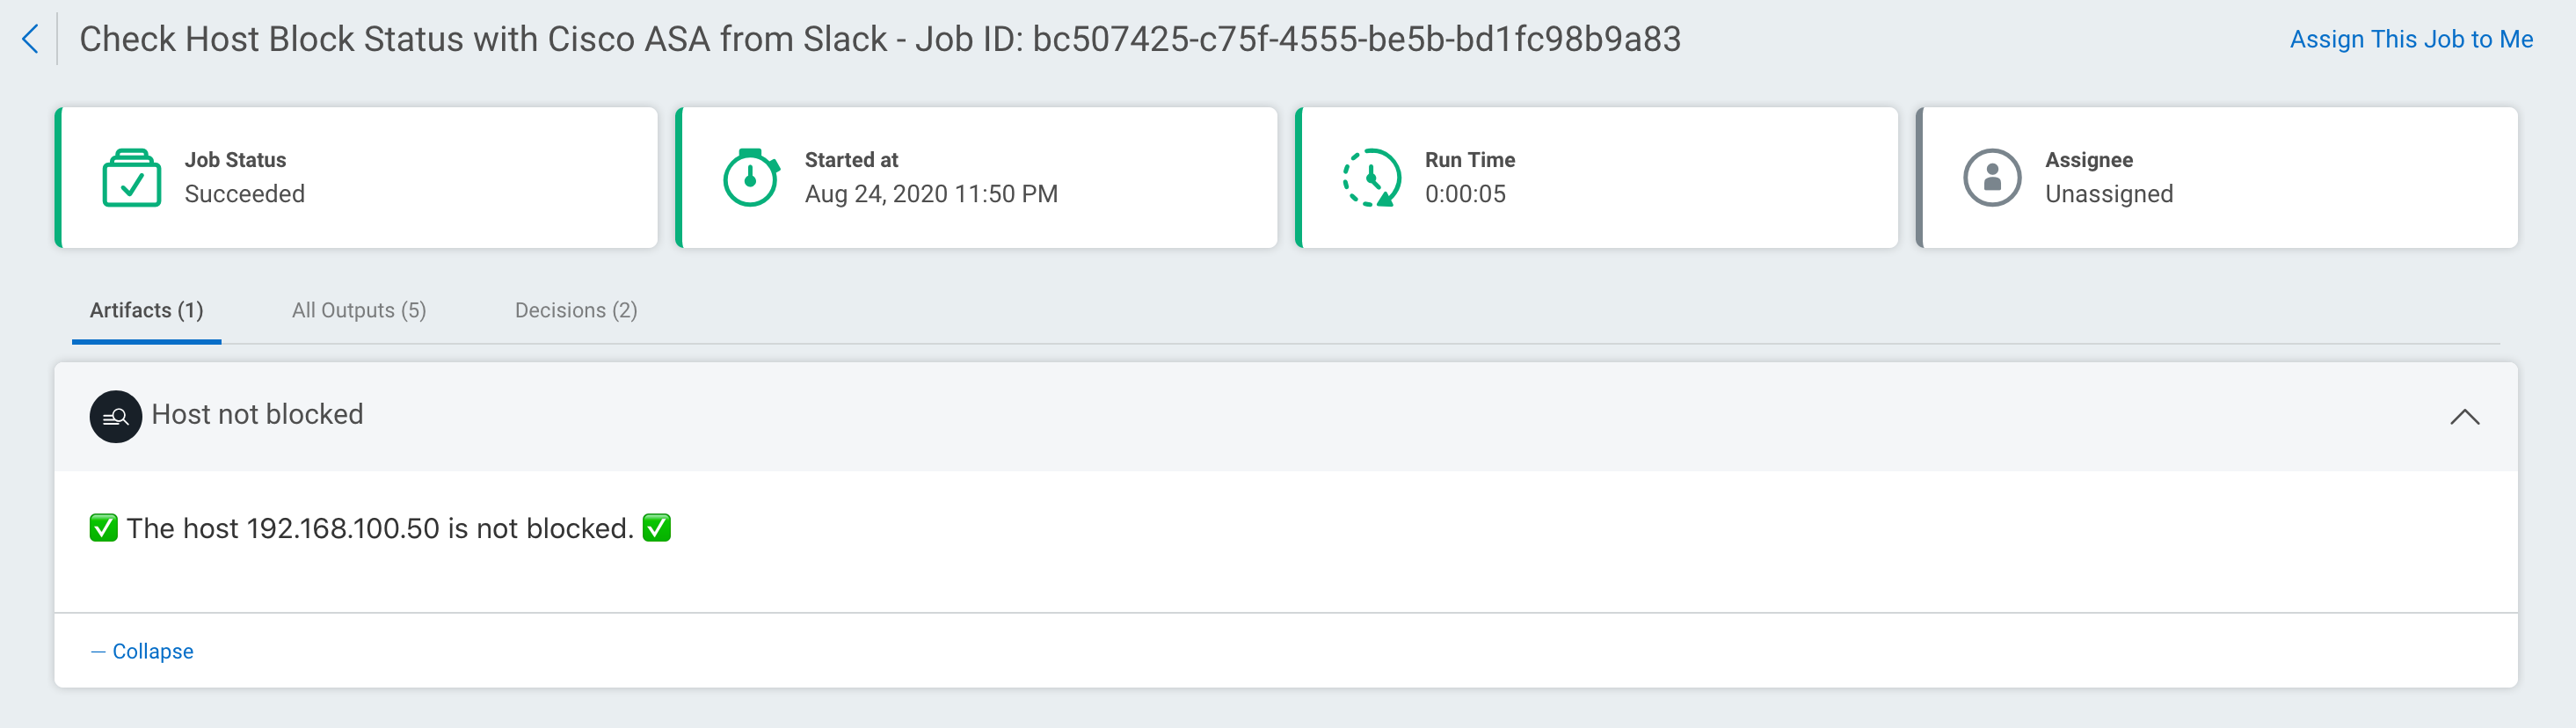 Check Host Block Status with Cisco ASA from Slack - Job ID: bc507425-c75f-4555-be5b-bd1fc98b9a83
Assign This Job to Me
Job Status
Succeeded
Started at
Aug 24, 2020 11:50 PM
Run Time
0:00:05
Assignee
Unassigned
Artifacts (1)
All Outputs (5)
Decisions (2)
Host not blocked
✅ The host 192.168.100.50 is not blocked. ✅
— Collapse